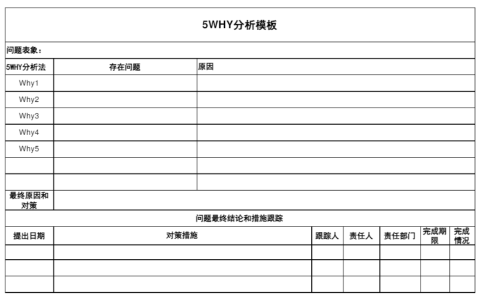 5WHY分析模板
问题表象：
5WHY分析法 存在问题 原因
Why1
Why2
Why3
Why4
Why5
最终原因和
对策
问题最终结论和措施跟踪
提出日期 对策措施 跟踪人 责任人 责任部门 完成期 完成
限 情况